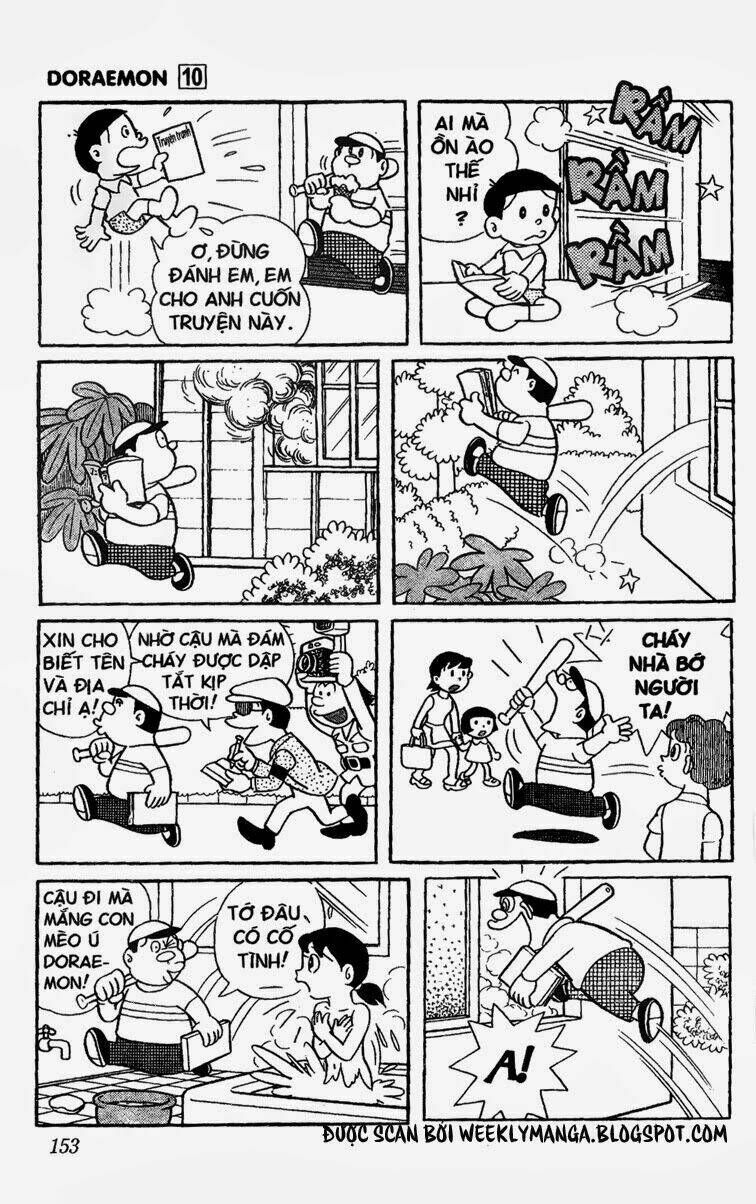 DORAEMON 10
AI MÀ
ỒN ÀO
THẾ
NHỈ
?
RẦM
RẦM
RẦM
Truyện tranh
Ơ, ĐỪNG
ĐÁNH EM, EM
CHO ANH CUỐN
TRUYỆN NÀY.
CHÁY
NHÀ BỚ
NGƯỜI
TA!
NHỜ CẬU MÀ ĐÁM
CHÁY ĐƯỢC DẬP
TẮT KỊP
THỜI!
XIN CHO
BIẾT TÊN
VÀ ĐỊA
CHỈ Ạ!
A!
TỚ ĐÂU
CÓ CỐ
TÌNH!
CẬU ĐI MÀ
MẮNG CON
MÈO Ú
DORAE-
MON!
153
ĐƯỢC SCAN BỞI WEEKLYMANGA.BLOGSPOT.COM